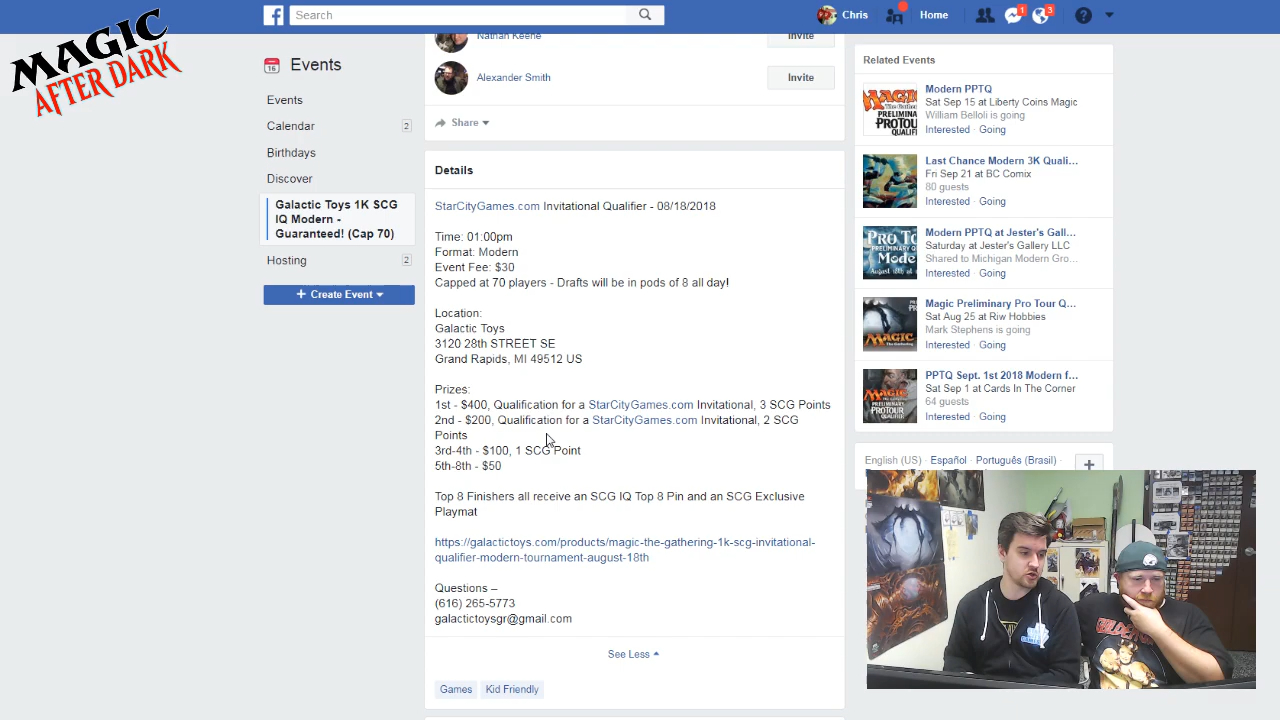 MAGIC
AFTER DARK
Search
Chris
Home
1
3
Events
16
Events
Calendar
2
Birthdays
Discover
Galactic Toys 1K SCG
IQ Modern -
Guaranteed! (Cap 70)
Hosting
2
Create Event
Nathan Keene
Invite
Alexander Smith
Invite
Share
Details
StarCityGames.com Invitational Qualifier - 08/18/2018
Time: 01:00pm
Format: Modern
Event Fee: $30
Capped at 70 players - Drafts will be in pods of 8 all day!
Location:
Galactic Toys
3120 28th STREET SE
Grand Rapids, MI 49512 US
Prizes:
1st - $400, Qualification for a StarCityGames.com Invitational, 3 SCG Points
2nd - $200, Qualification for a StarCityGames.com Invitational, 2 SCG
Points
3rd-4th - $100, 1 SCG Point
5th-8th - $50
Top 8 Finishers all receive an SCG IQ Top 8 Pin and an SCG Exclusive
Playmat
https://galactictoys.com/products/magic-the-gathering-1k-scg-invitational-
qualifier-modern-tournament-august-18th
Questions –
(616) 265-5773
galactictoysgr@gmail.com
See Less
Games
Kid Friendly
Related Events
Modern PPTQ
Sat Sep 15 at Liberty Coins Magic
William Belloli is going
Interested · Going
Last Chance Modern 3K Quali...
Fri Sep 21 at BC Comix
80 guests
Interested · Going
Modern PPTQ at Jester's Gall...
Saturday at Jester's Gallery LLC
Shared to Michigan Modern Gro...
Interested · Going
Magic Preliminary Pro Tour Q...
Sat Aug 25 at Riw Hobbies
Mark Stephens is going
Interested · Going
PPTQ Sept. 1st 2018 Modern f...
Sat Sep 1 at Cards In The Corner
64 guests
Interested · Going
English (US) · Español · Português (Brasil) ·